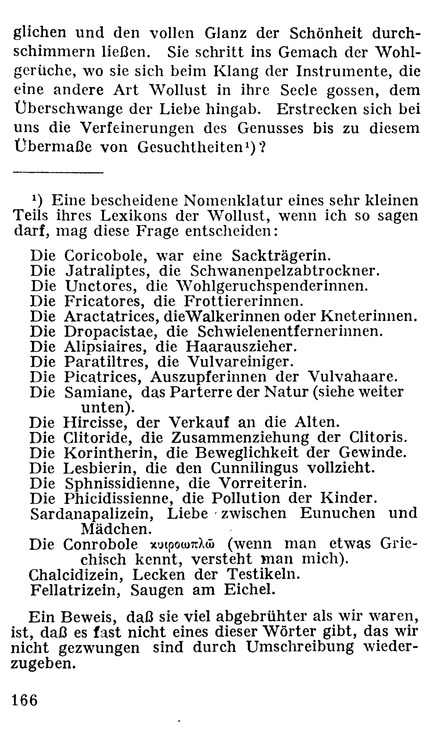 glichen und den vollen Glanz der Schönheit durch-
schimmern ließen. Sie schritt ins Gemach der Wohl-
gerüche, wo sie sich beim Klang der Instrumente, die
eine andere Art Wollust in ihre Seele gossen, dem
Überschwange der Liebe hingab. Erstrecken sich bei
uns die Verfeinerungen des Genusses bis zu diesem
Übermaße von Gesuchtheiten¹)?
¹) Eine bescheidene Nomenklatur eines sehr kleinen
Teils ihres Lexikons der Wollust, wenn ich so sagen
darf, mag diese Frage entscheiden:
Die Coricobole, war eine Sackträgerin.
Die Jatraliptes, die Schwanenpelzabtrockner.
Die Unctores, die Wohlgeruchspenderinnen.
Die Fricatores, die Frottiererinnen.
Die Aractatrices, dieWalkerinnen oder Kneterinnen.
Die Dropacistae, die Schwielenentfernerinnen.
Die Alipsiaires, die Haarauszieher.
Die Paratiltres, die Vulvareiniger.
Die Picatrices, Auszupferinnen der Vulvahaare.
Die Samiane, das Parterre der Natur (siehe weiter
unten).
Die Hircisse, der Verkauf an die Alten.
Die Clitoride, die Zusammenziehung der Clitoris.
Die Korintherin, die Beweglichkeit der Gewinde.
Die Lesbierin, die den Cunnilingus vollzieht.
Die Sphnissidienne, die Vorreiterin.
Die Phicidissienne, die Pollution der Kinder.
Sardanapalizein, Liebe zwischen Eunuchen und
Mädchen.
Die Conrobole (wenn man etwas Grie-
chisch kennt, versteht man mich).
Chalcidizein, Lecken der Testikeln.
Fellatrizein, Saugen am Eichel.
Ein Beweis, daß sie viel abgebrühter als wir waren,
ist, daß es fast nicht eines dieser Wörter gibt, das wir
nicht gezwungen sind durch Umschreibung wieder-
zugeben.
166